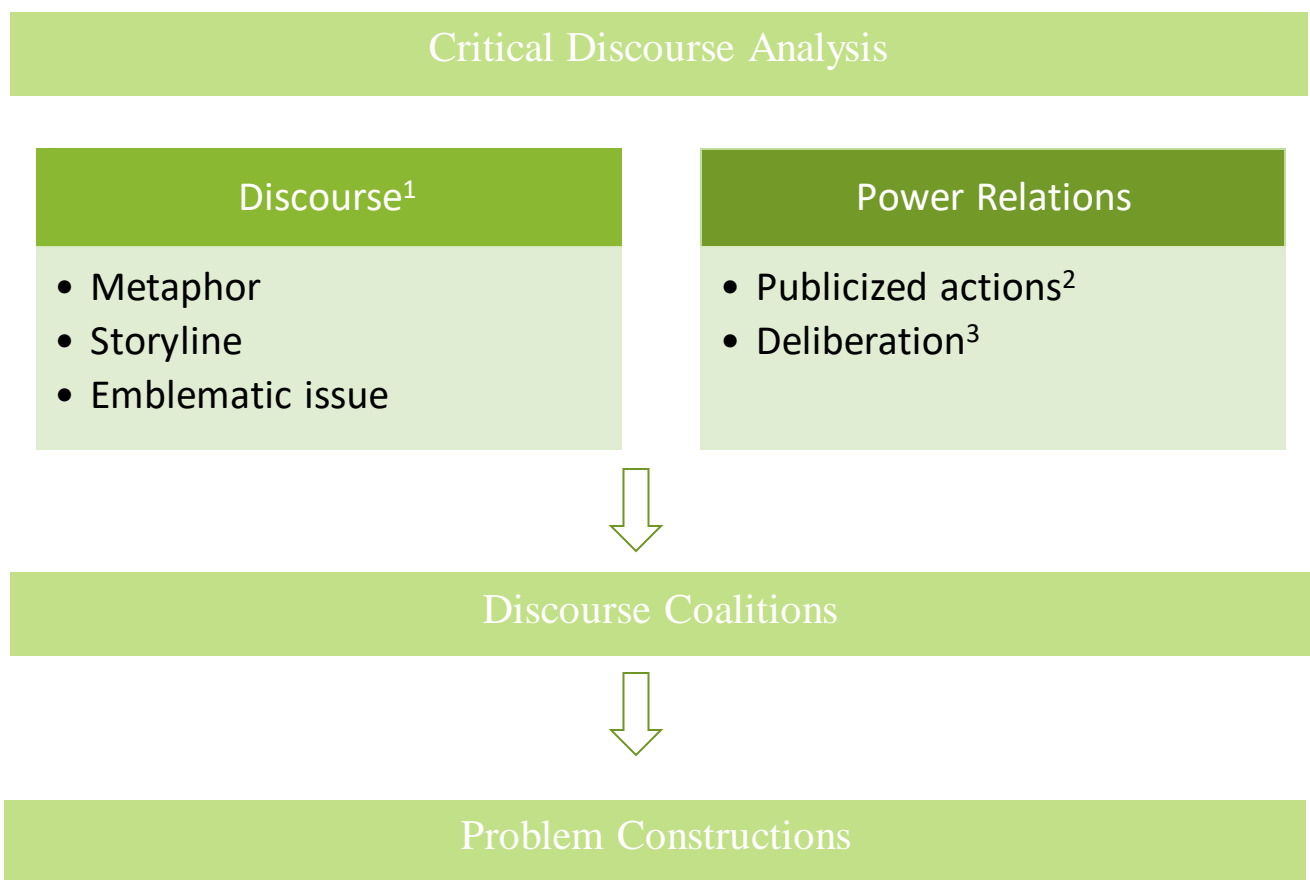 Critical Discourse Analysis
Discourse¹
• Metaphor
• Storyline
• Emblematic issue
Power Relations
• Publicized actions²
• Deliberation³
Discourse Coalitions
Problem Constructions